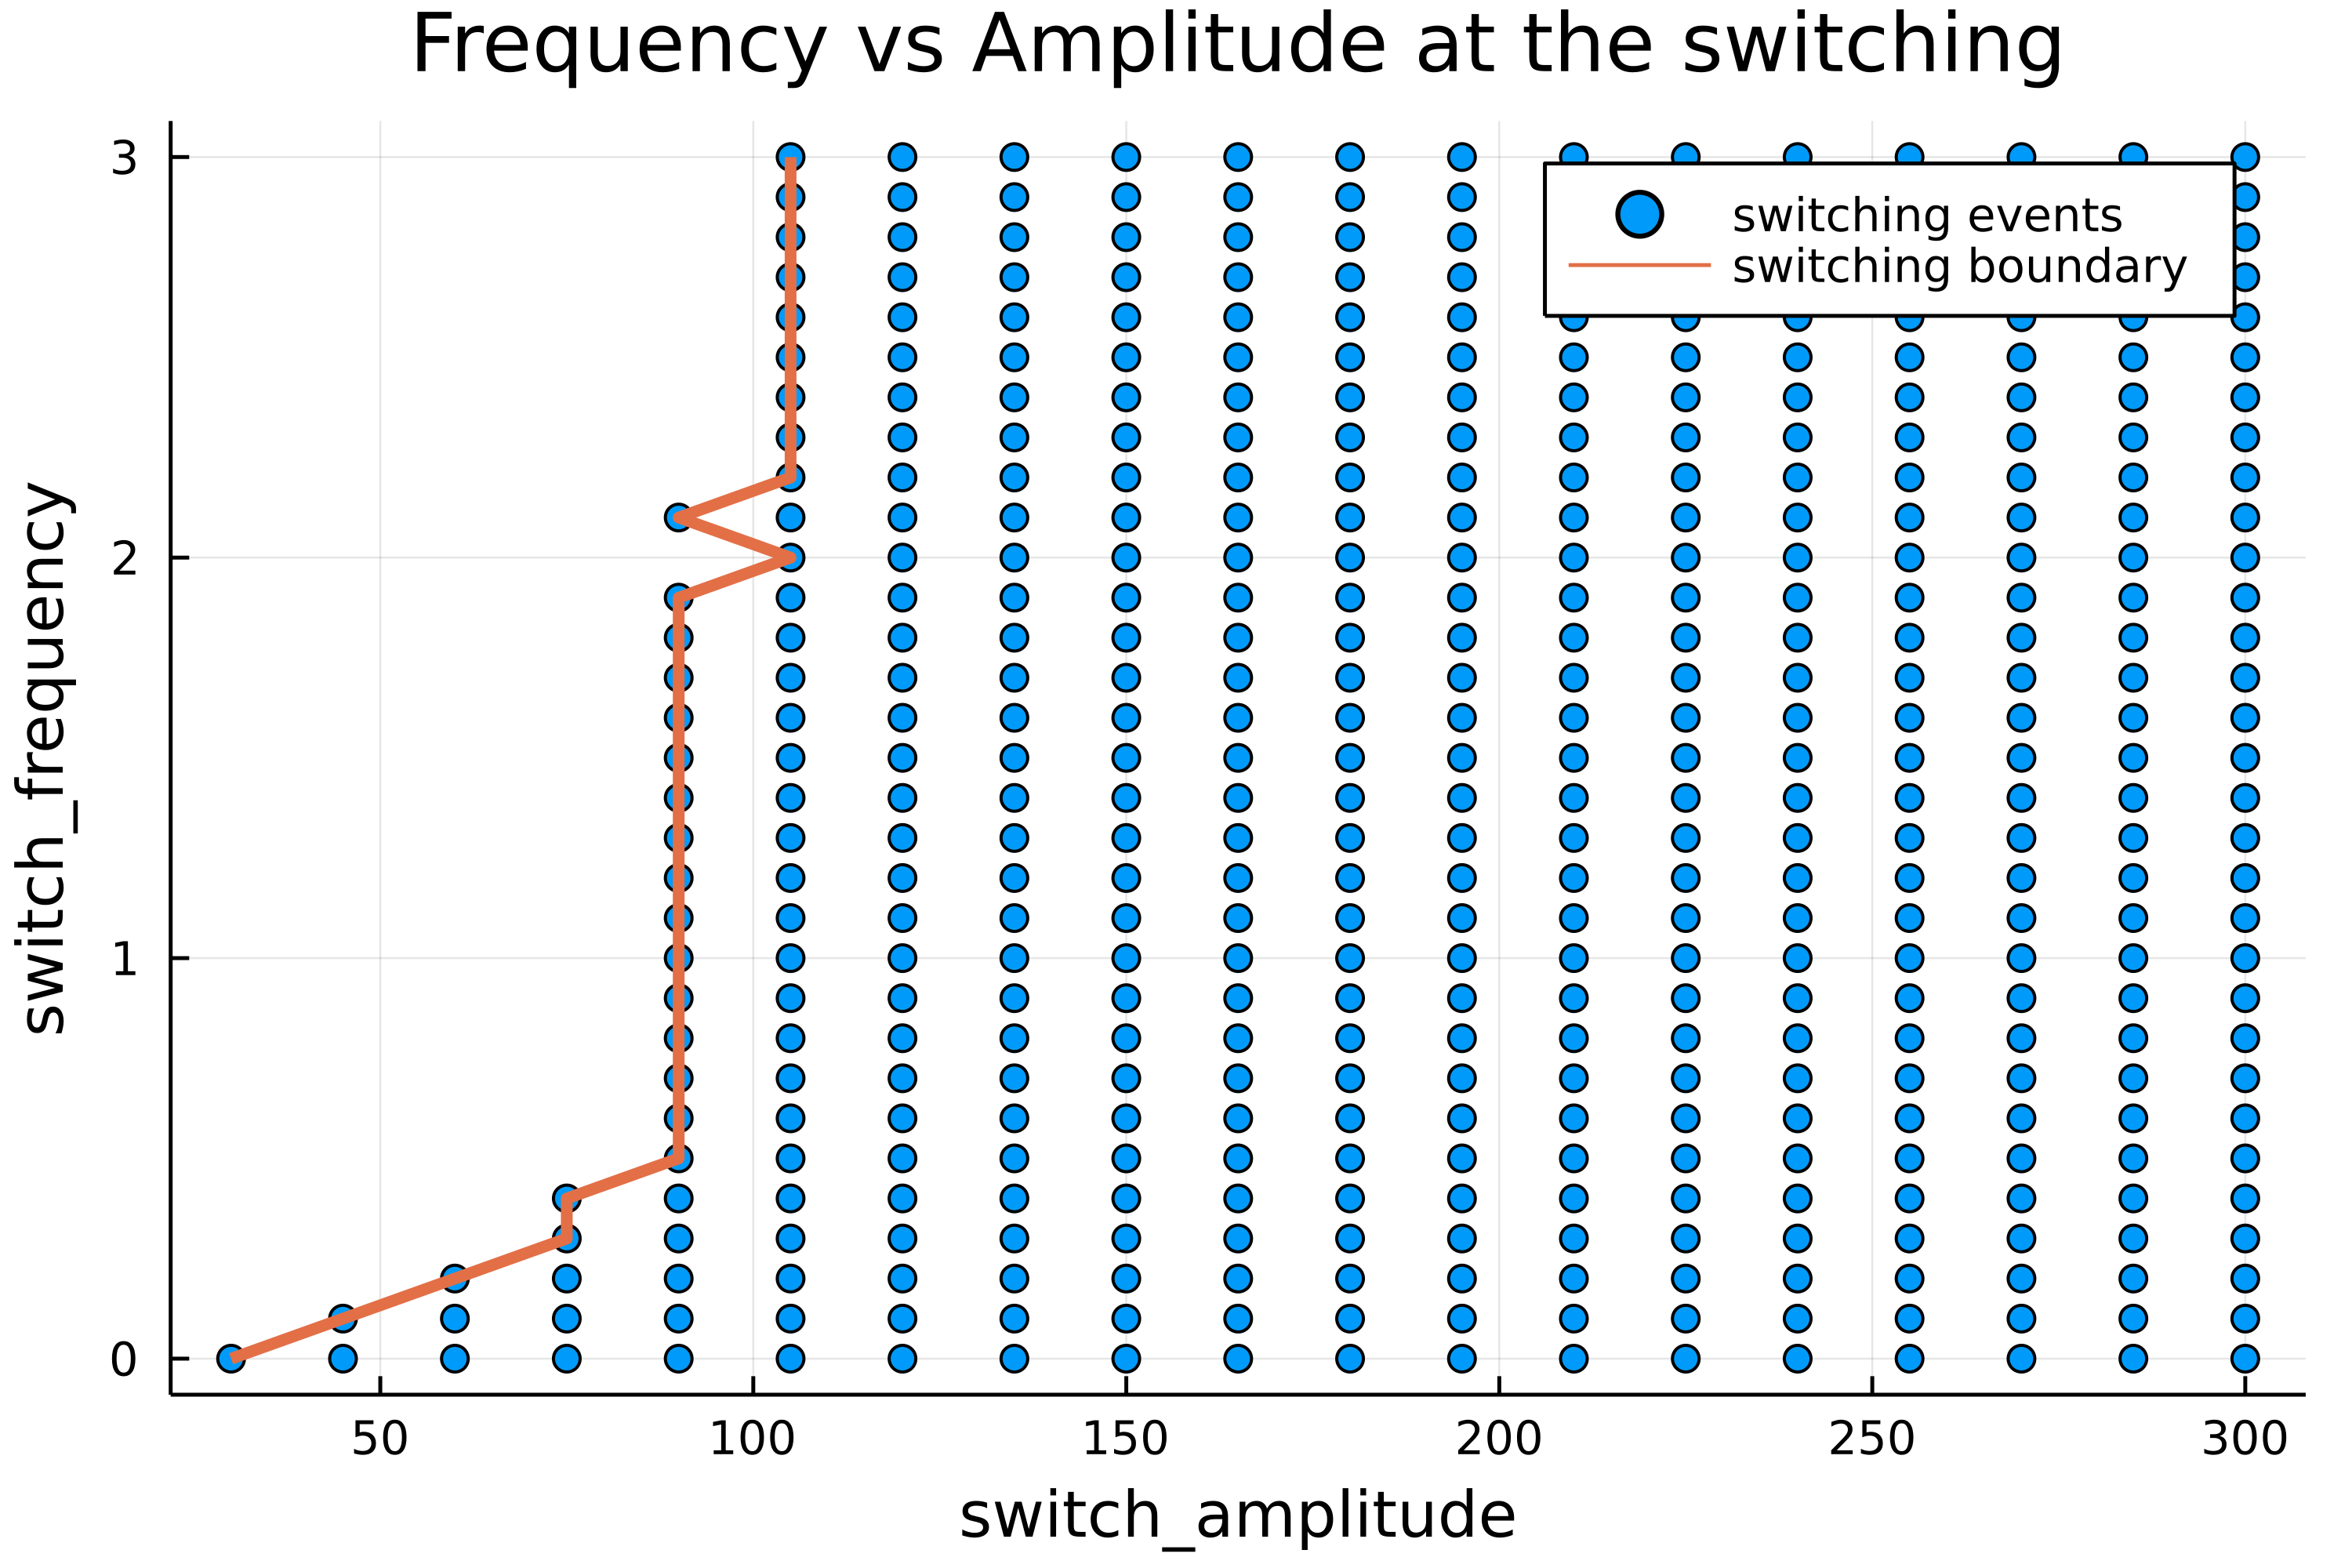 Frequency vs Amplitude at the switching
switching events
switching boundary
switch_frequency
3
2
1
0
50 100 150 200 250 300
switch_amplitude